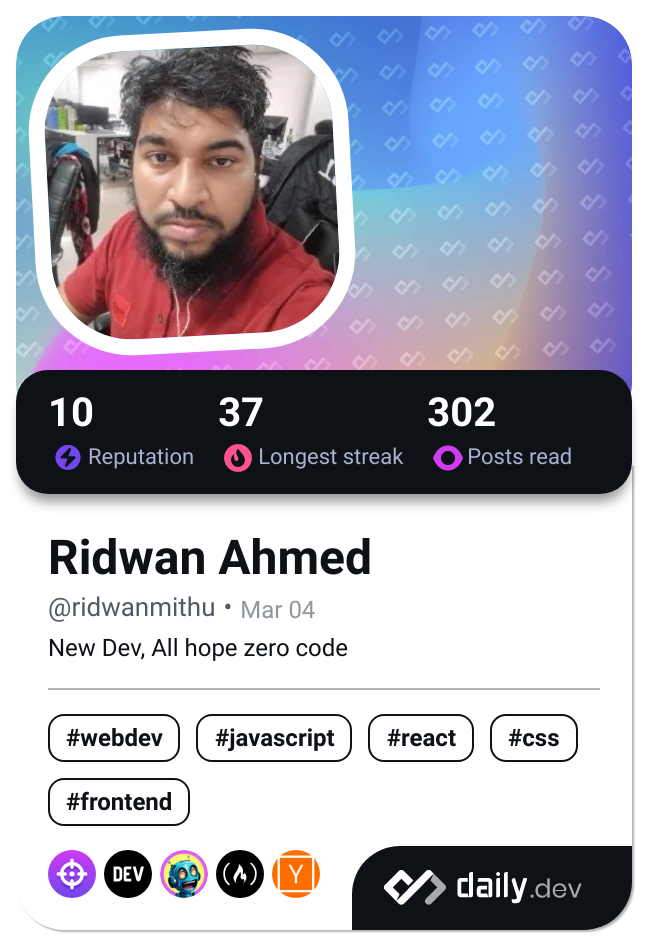 10 37 302
Reputation Longest streak Posts read
Ridwan Ahmed
@ridwanmithu • Mar 04
New Dev, All hope zero code
#webdev #javascript #react #css
#frontend
DEV Y
daily.dev